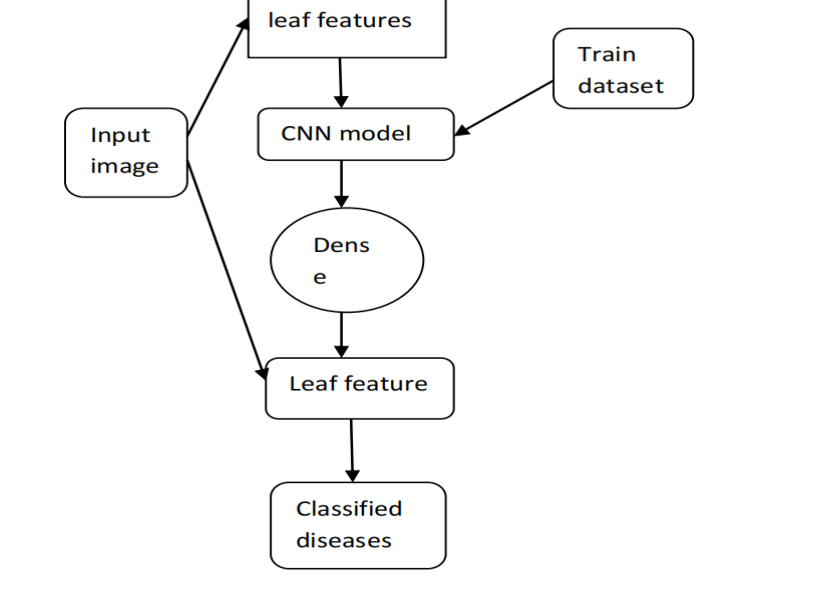 leaf features
Train
dataset
Input
image
CNN model
Dens
e
Leaf feature
Classified
diseases